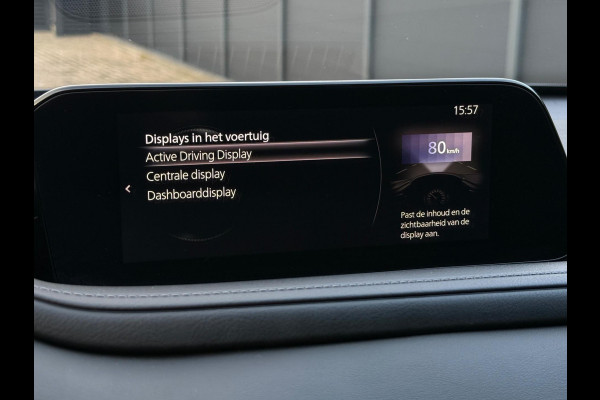 15:57
Displays in het voertuig
Active Driving Display
Centrale display
Dashboarddisplay
80 km/h
Past de inhoud en de
zichtbaarheid van de
display aan.